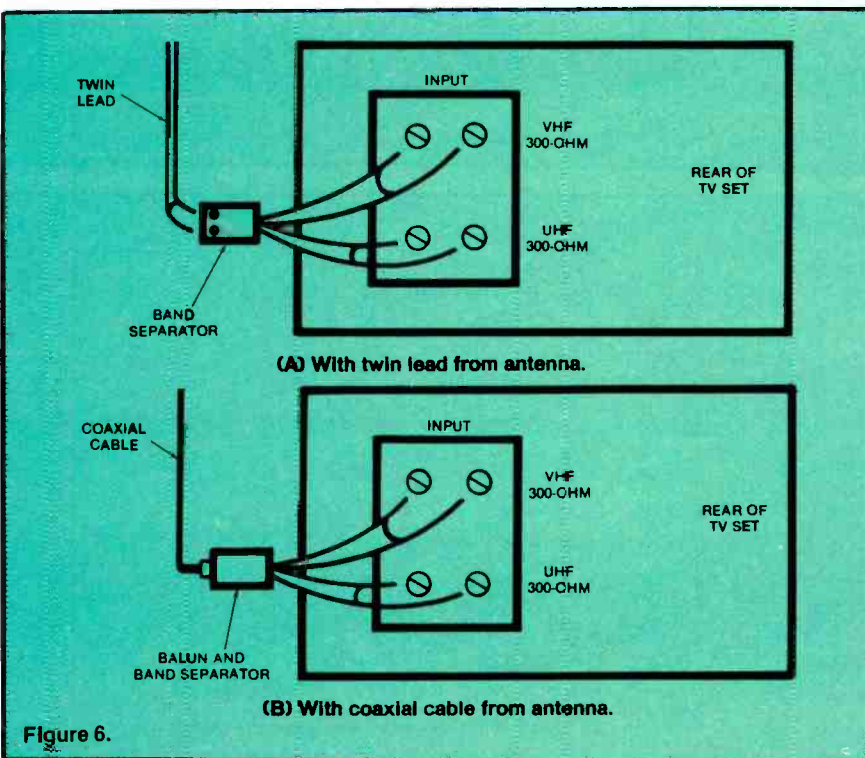 TWIN
LEAD
INPUT
VHF
300-OHM
REAR OF
TV SET
UHF
300-OHM
BAND
SEPARATOR
(A) With twin lead from antenna.
COAXIAL
CABLE
INPUT
VHF
300-OHM
REAR OF
TV SET
UHF
300-OHM
BALUN AND
BAND SEPARATOR
(B) With coaxial cable from antenna.
Figure 6.